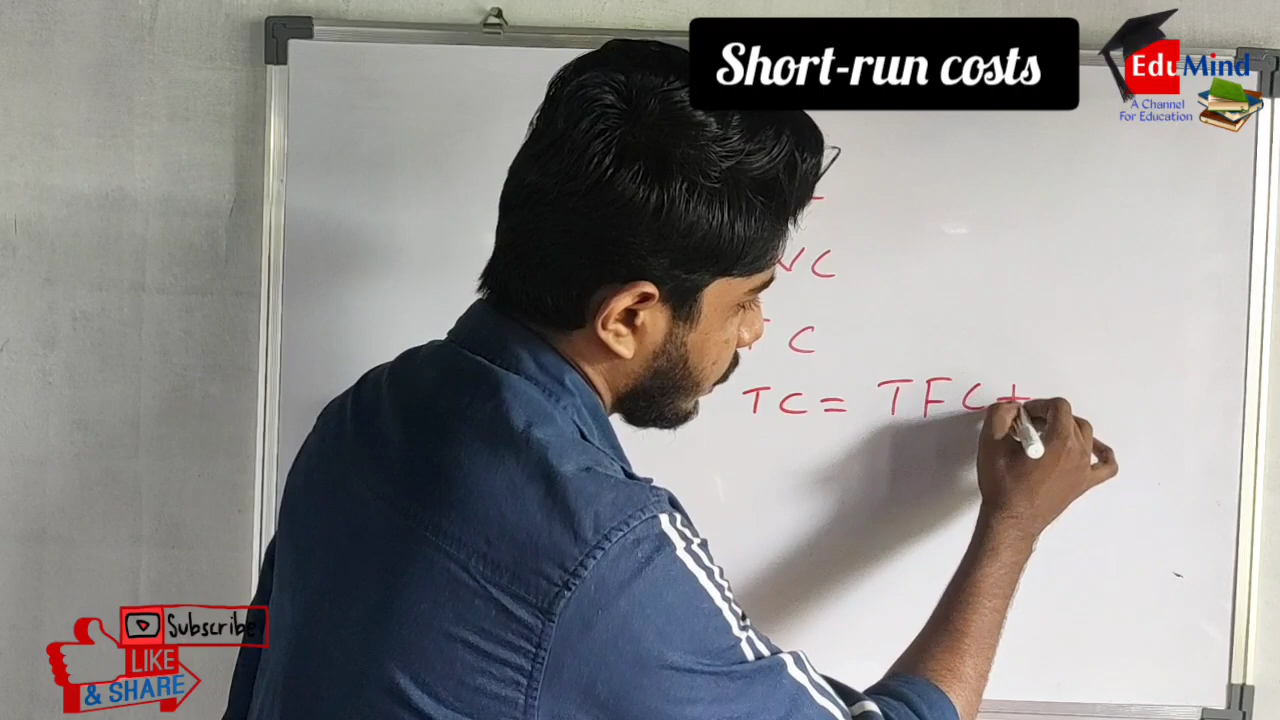 Short-run costs
EduMind
A Channel
For Education
VC
C
TC = TFC+
Subscribe
LIKE
& SHARE